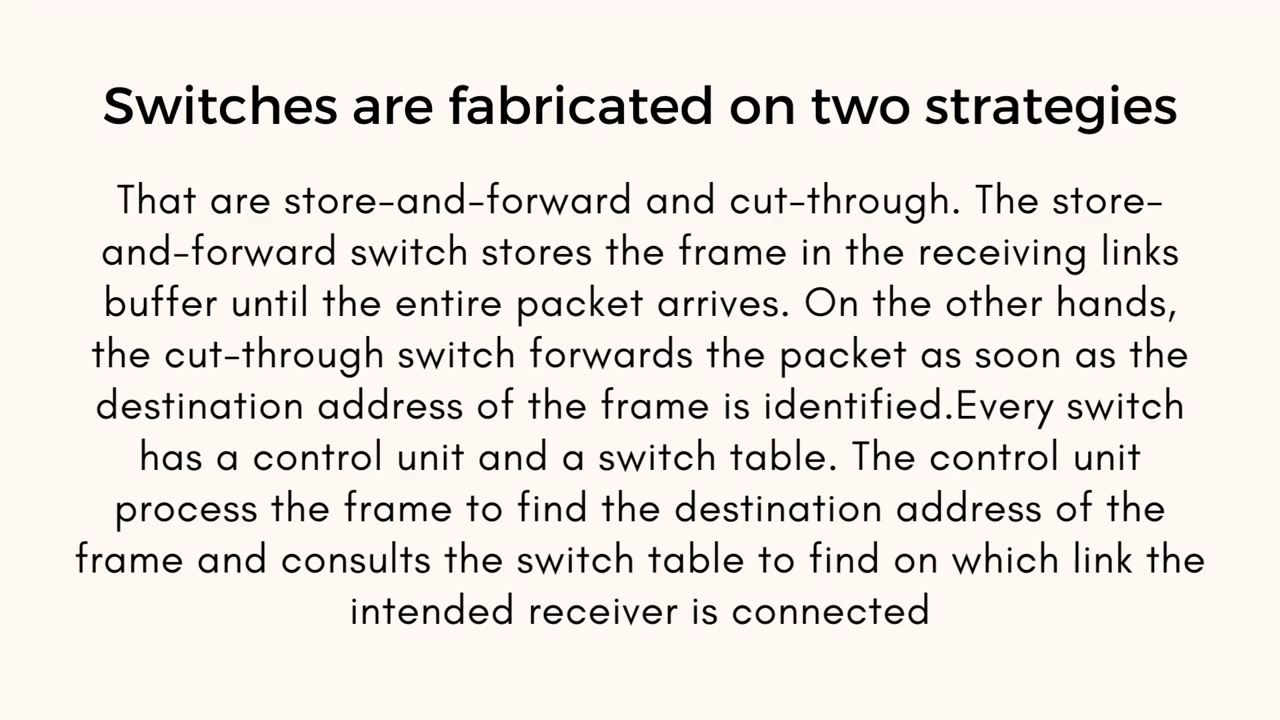 Switches are fabricated on two strategies
That are store-and-forward and cut-through. The store-
and-forward switch stores the frame in the receiving links
buffer until the entire packet arrives. On the other hands,
the cut-through switch forwards the packet as soon as the
destination address of the frame is identified.Every switch
has a control unit and a switch table. The control unit
process the frame to find the destination address of the
frame and consults the switch table to find on which link the
intended receiver is connected